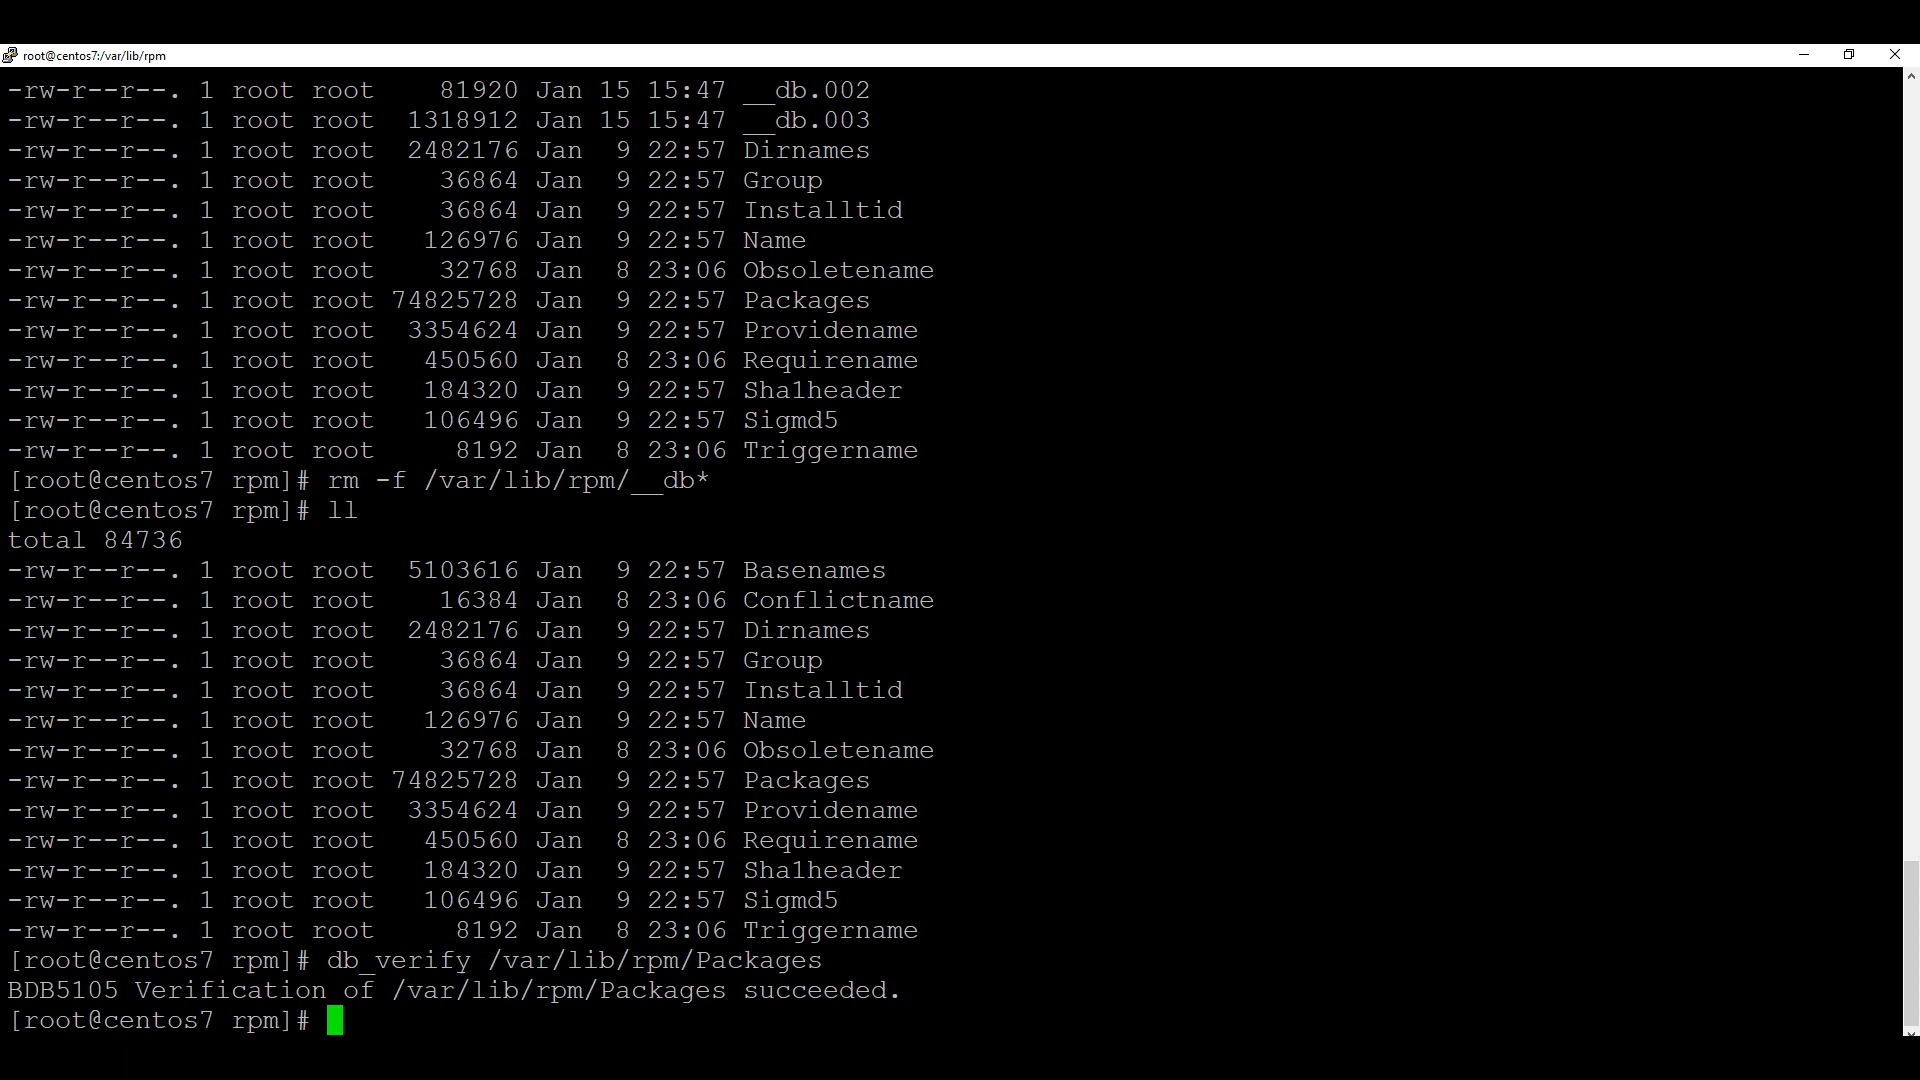 root@centos7:/var/lib/rpm
-rw-r--r--. 1 root root    81920 Jan 15 15:47 __db.002
-rw-r--r--. 1 root root  1318912 Jan 15 15:47 __db.003
-rw-r--r--. 1 root root  2482176 Jan  9 22:57 Dirnames
-rw-r--r--. 1 root root    36864 Jan  9 22:57 Group
-rw-r--r--. 1 root root    36864 Jan  9 22:57 Installtid
-rw-r--r--. 1 root root   126976 Jan  9 22:57 Name
-rw-r--r--. 1 root root    32768 Jan  8 23:06 Obsoletename
-rw-r--r--. 1 root root 74825728 Jan  9 22:57 Packages
-rw-r--r--. 1 root root  3354624 Jan  9 22:57 Providename
-rw-r--r--. 1 root root   450560 Jan  8 23:06 Requirename
-rw-r--r--. 1 root root   184320 Jan  9 22:57 Sha1header
-rw-r--r--. 1 root root   106496 Jan  9 22:57 Sigmd5
-rw-r--r--. 1 root root     8192 Jan  8 23:06 Triggername
[root@centos7 rpm]# rm -f /var/lib/rpm/__db*
[root@centos7 rpm]# ll
total 84736
-rw-r--r--. 1 root root  5103616 Jan  9 22:57 Basenames
-rw-r--r--. 1 root root    16384 Jan  8 23:06 Conflictname
-rw-r--r--. 1 root root  2482176 Jan  9 22:57 Dirnames
-rw-r--r--. 1 root root    36864 Jan  9 22:57 Group
-rw-r--r--. 1 root root    36864 Jan  9 22:57 Installtid
-rw-r--r--. 1 root root   126976 Jan  9 22:57 Name
-rw-r--r--. 1 root root    32768 Jan  8 23:06 Obsoletename
-rw-r--r--. 1 root root 74825728 Jan  9 22:57 Packages
-rw-r--r--. 1 root root  3354624 Jan  9 22:57 Providename
-rw-r--r--. 1 root root   450560 Jan  8 23:06 Requirename
-rw-r--r--. 1 root root   184320 Jan  9 22:57 Sha1header
-rw-r--r--. 1 root root   106496 Jan  9 22:57 Sigmd5
-rw-r--r--. 1 root root     8192 Jan  8 23:06 Triggername
[root@centos7 rpm]# db_verify /var/lib/rpm/Packages
BDB5105 Verification of /var/lib/rpm/Packages succeeded.
[root@centos7 rpm]#